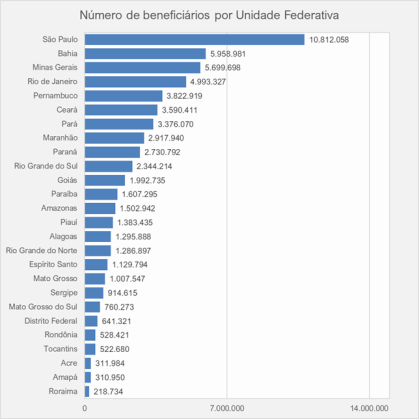 Número de beneficiários por Unidade Federativa
São Paulo 10.812.058
Bahia 5.958.981
Minas Gerais 5.699.698
Rio de Janeiro 4.993.327
Pernambuco 3.822.919
Ceará 3.590.411
Pará 3.376.070
Maranhão 2.917.940
Paraná 2.730.792
Rio Grande do Sul 2.344.214
Goiás 1.992.735
Paraíba 1.607.295
Amazonas 1.502.942
Piauí 1.383.435
Alagoas 1.295.888
Rio Grande do Norte 1.286.897
Espírito Santo 1.129.794
Mato Grosso 1.007.547
Sergipe 914.615
Mato Grosso do Sul 760.273
Distrito Federal 641.321
Rondônia 528.421
Tocantins 522.680
Acre 311.984
Amapá 310.950
Roraima 218.734
0 7.000.000 14.000.000